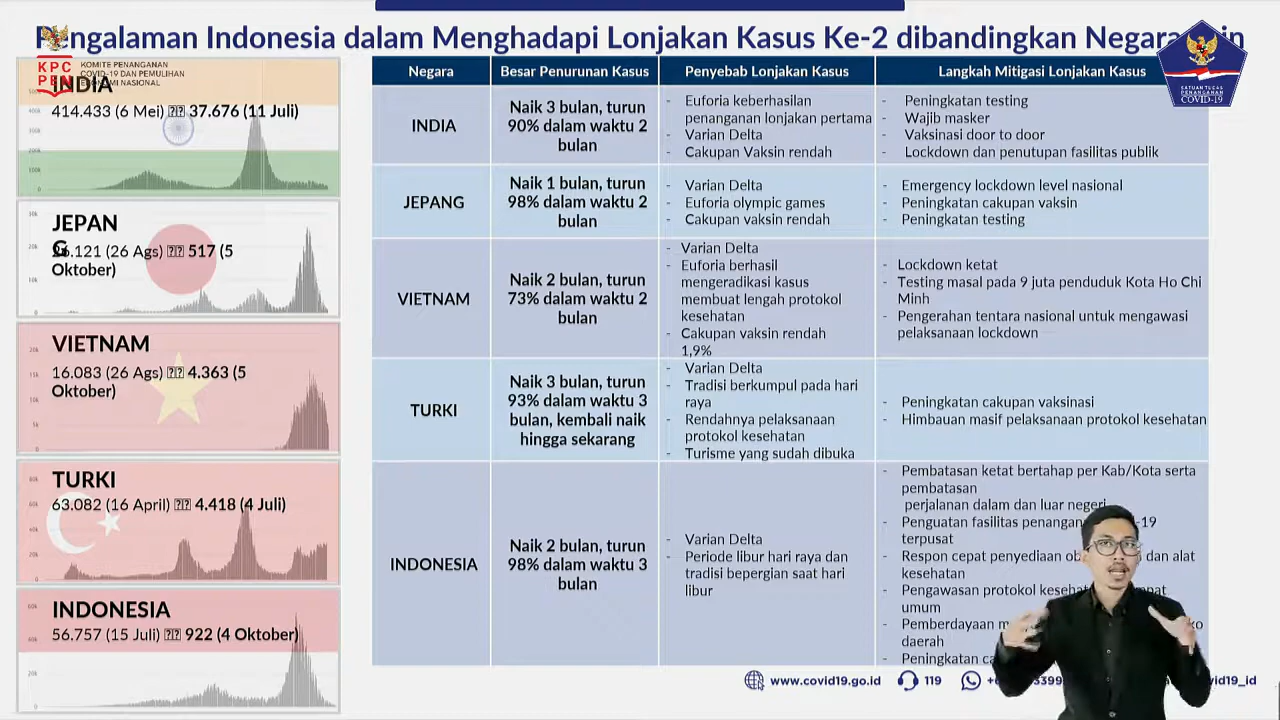 Pengalaman Indonesia dalam Menghadapi Lonjakan Kasus Ke-2 dibandingkan Negara
KPC
PEN
KOMITE PENANGANAN
COVID-19 DAN PEMULIHAN
EKONOMI NASIONAL
SATUAN TUGAS
PENANGANAN
COVID-19
INDIA
414.433 (6 Mei) 37.676 (11 Juli)
JEPAN
G
26.121 (26 Ags) 517 (5
Oktober)
VIETNAM
16.083 (26 Ags) 4.363 (5
Oktober)
TURKI
63.082 (16 April) 4.418 (4 Juli)
INDONESIA
56.757 (15 Juli) 922 (4 Oktober)
Negara
Besar Penurunan Kasus
Penyebab Lonjakan Kasus
Langkah Mitigasi Lonjakan Kasus
INDIA
Naik 3 bulan, turun
90% dalam waktu 2
bulan
- Euforia keberhasilan
penanganan lonjakan pertama
- Varian Delta
- Cakupan Vaksin rendah
- Peningkatan testing
- Wajib masker
- Vaksinasi door to door
- Lockdown dan penutupan fasilitas publik
JEPANG
Naik 1 bulan, turun
98% dalam waktu 2
bulan
- Varian Delta
- Euforia olympic games
- Cakupan vaksin rendah
- Emergency lockdown level nasional
- Peningkatan cakupan vaksin
- Peningkatan testing
VIETNAM
Naik 2 bulan, turun
73% dalam waktu 2
bulan
- Varian Delta
- Euforia berhasil
mengeradikasi kasus
membuat lengah protokol
kesehatan
- Cakupan vaksin rendah
1,9%
- Lockdown ketat
- Testing masal pada 9 juta penduduk Kota Ho Chi
Minh
- Pengerahan tentara nasional untuk mengawasi
pelaksanaan lockdown
TURKI
Naik 3 bulan, turun
93% dalam waktu 3
bulan, kembali naik
hingga sekarang
- Varian Delta
- Tradisi berkumpul pada hari
raya
- Rendahnya pelaksanaan
protokol kesehatan
- Turisme yang sudah dibuka
- Peningkatan cakupan vaksinasi
- Himbauan masif pelaksanaan protokol kesehatan
INDONESIA
Naik 2 bulan, turun
98% dalam waktu 3
bulan
- Varian Delta
- Periode libur hari raya dan
tradisi bepergian saat hari
libur
- Pembatasan ketat bertahap per Kab/Kota serta
pembatasan
perjalanan dalam dan luar negeri
- Penguatan fasilitas
terpusat
- Respon cepat penyediaan dan alat
kesehatan
- Pengawasan protokol
umum
- Pemberdayaan
daerah
- Peningkatan
www.covid19.go.id 119